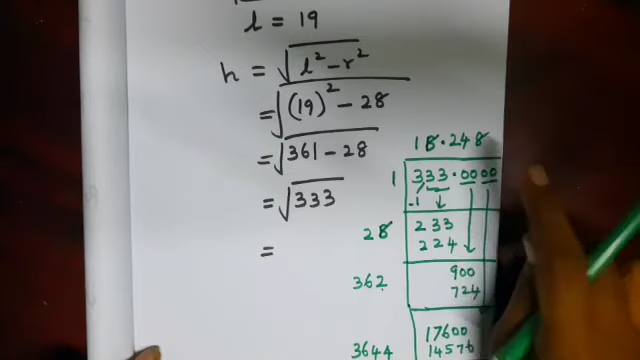 l = 19
h = √l² – r²
= √(19)² – 28
= √361 – 28
= √333
=
18.248
1 333.0000
-1
28 233
224
362 900
724
3644 17600
14576